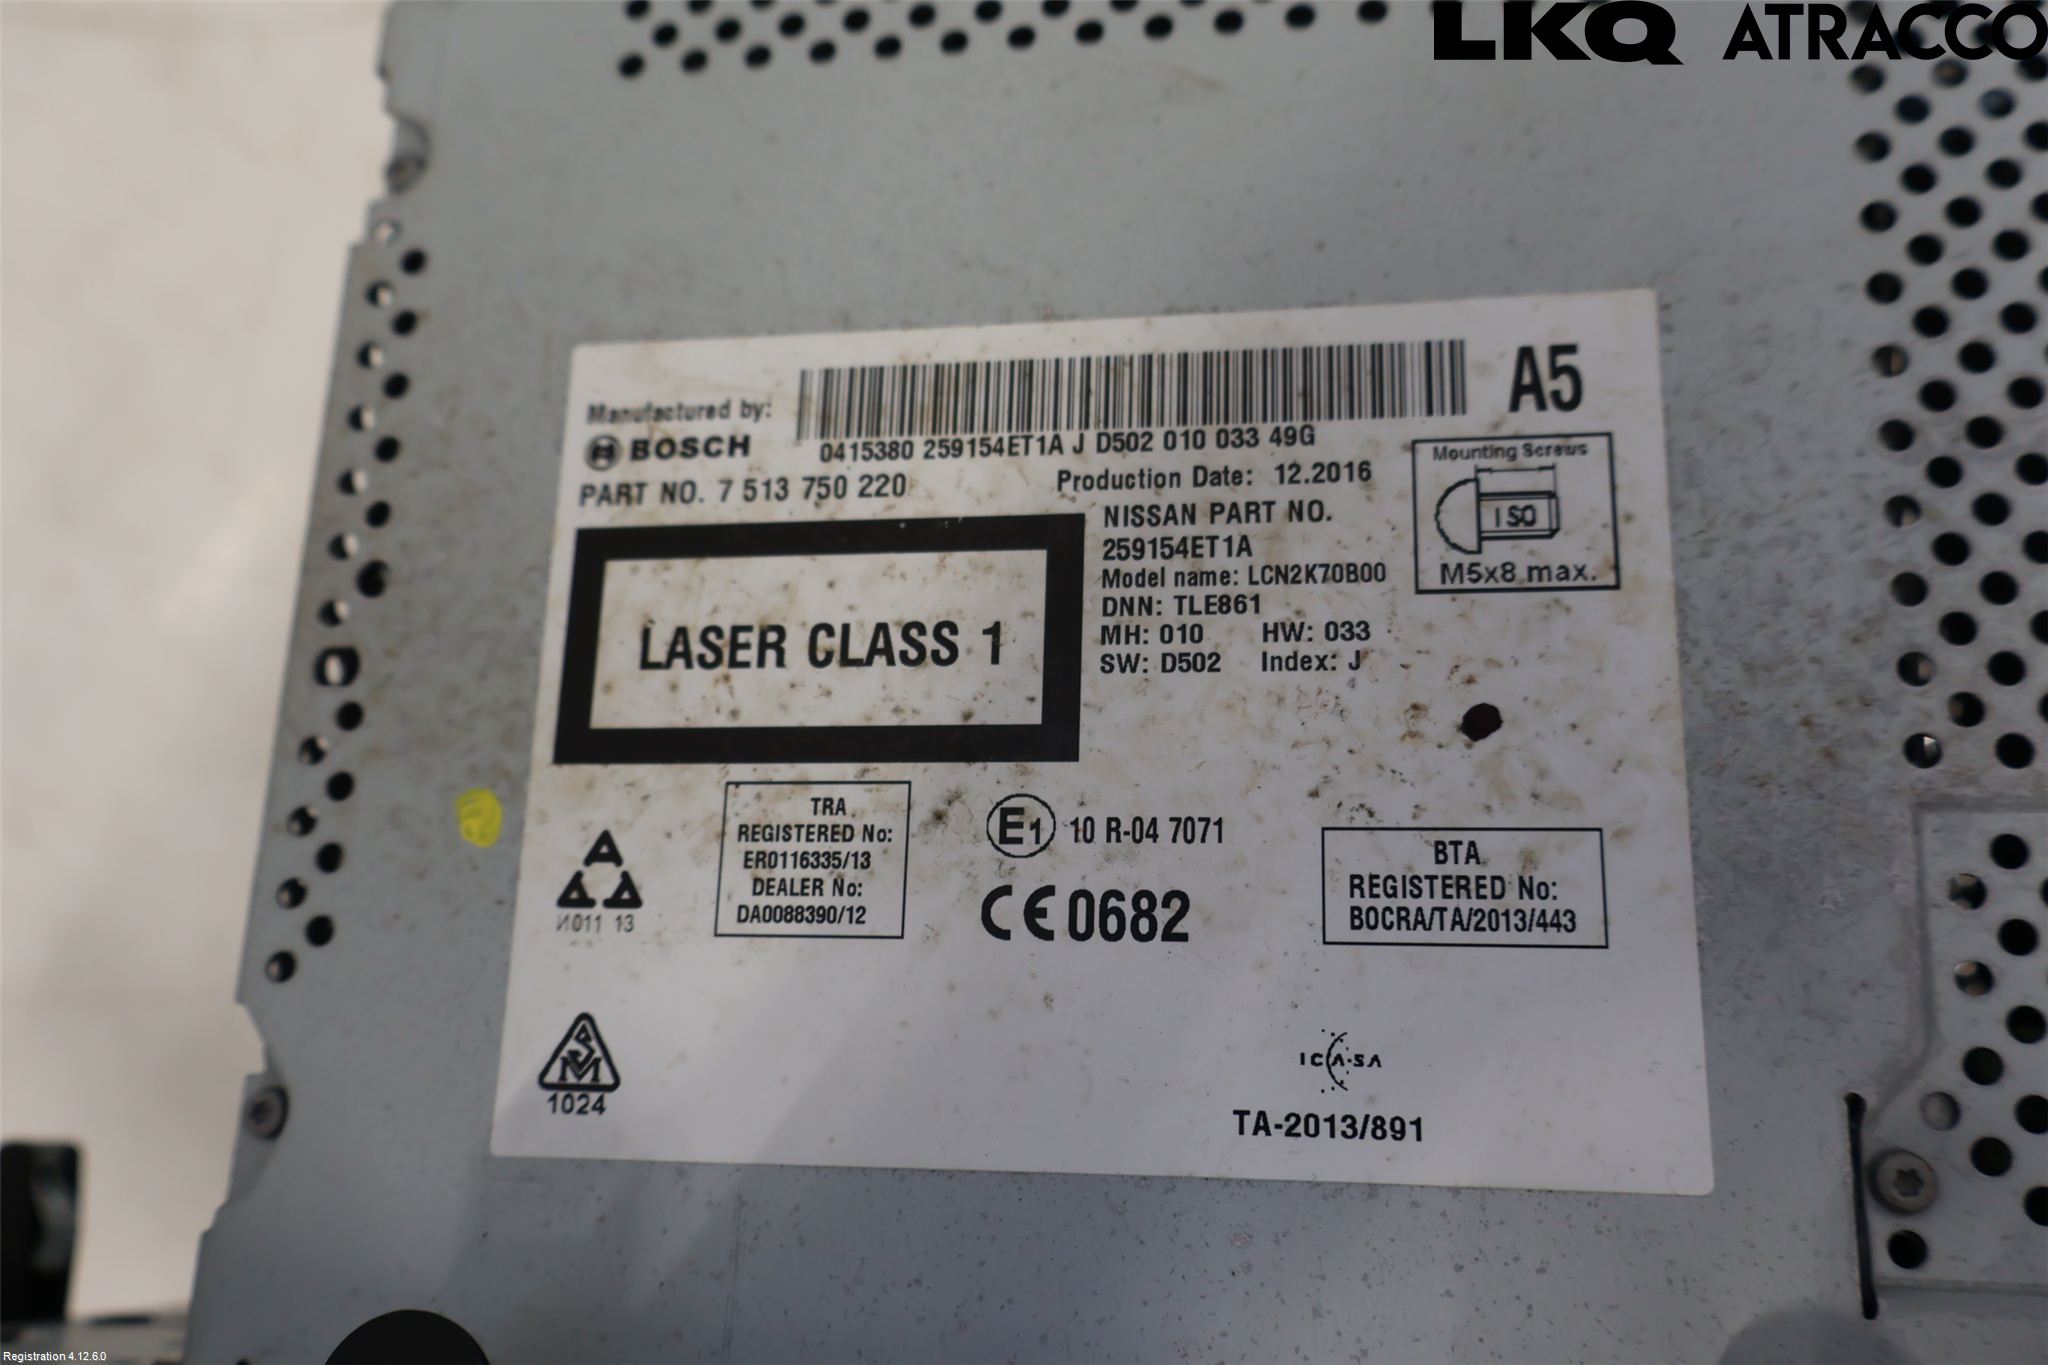 LKQ ATRACCO
A5
Manufactured by:
BOSCH
0415380 259154ET1A J D502 010 033 49G
PART NO. 7 513 750 220
Production Date: 12.2016
NISSAN PART NO.
259154ET1A
Model name: LCN2K70B00
DNN: TLE861
MH: 010 HW: 033
SW: D502 Index: J
Mounting Screws
ISO
M5x8 max.
LASER CLASS 1
TRA
REGISTERED No:
ER0116335/13
DEALER No:
DA0088390/12
E1 10 R-04 7071
CE 0682
BTA
REGISTERED No:
BOCRA/TA/2013/443
И011 13
1024
ICASA
TA-2013/891
Registration 4.12.6.0